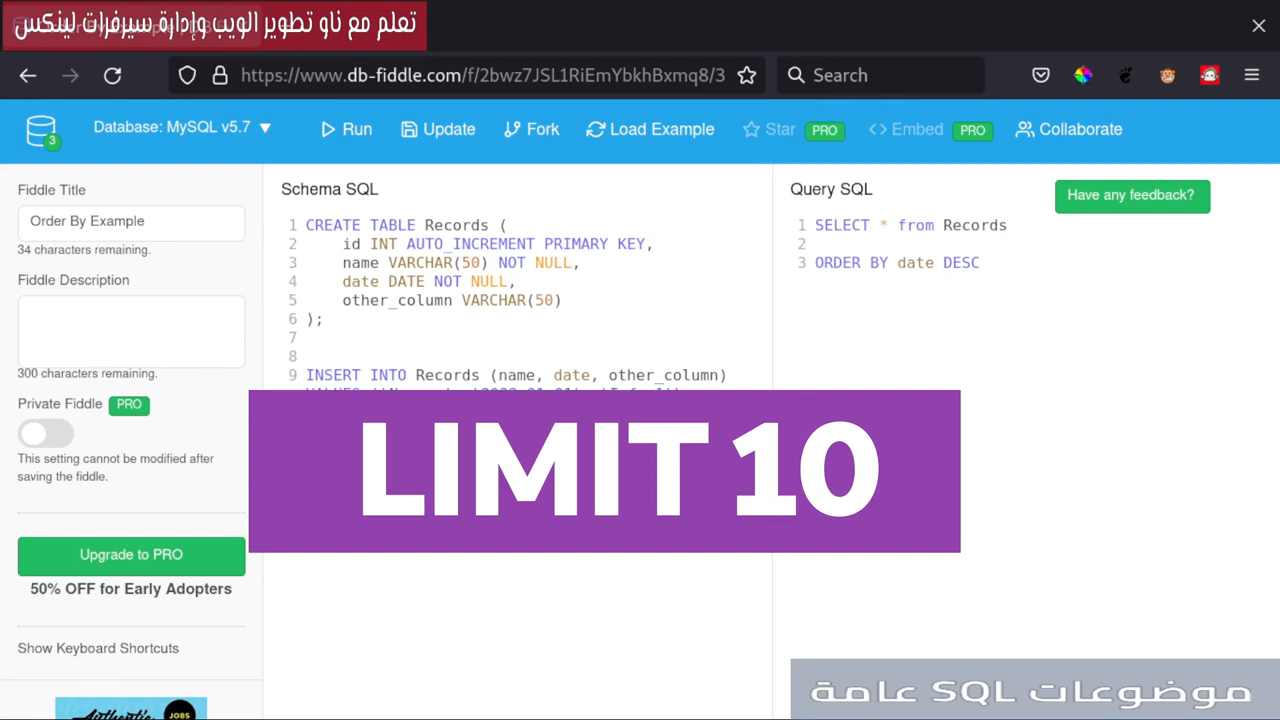 تعلم مع ناو تطوير الويب وإدارة سيرفرات لينكس
https://www.db-fiddle.com/f/2bwz7JSL1RiEmYbkhBxmq8/3
Search
3
Database: MySQL v5.7
Run
Update
Fork
Load Example
Star PRO
Embed PRO
Collaborate
Fiddle Title
Order By Example
34 characters remaining.
Fiddle Description
300 characters remaining.
Private Fiddle PRO
This setting cannot be modified after
saving the fiddle.
Upgrade to PRO
50% OFF for Early Adopters
Show Keyboard Shortcuts
Authentic
JOBS
Schema SQL
1 CREATE TABLE Records (
2 id INT AUTO_INCREMENT PRIMARY KEY,
3 name VARCHAR(50) NOT NULL,
4 date DATE NOT NULL,
5 other_column VARCHAR(50)
6 );
7
8
9 INSERT INTO Records (name, date, other_column)
Query SQL
Have any feedback?
1 SELECT * from Records
2
3 ORDER BY date DESC
LIMIT 10
موضوعات SQL عامة